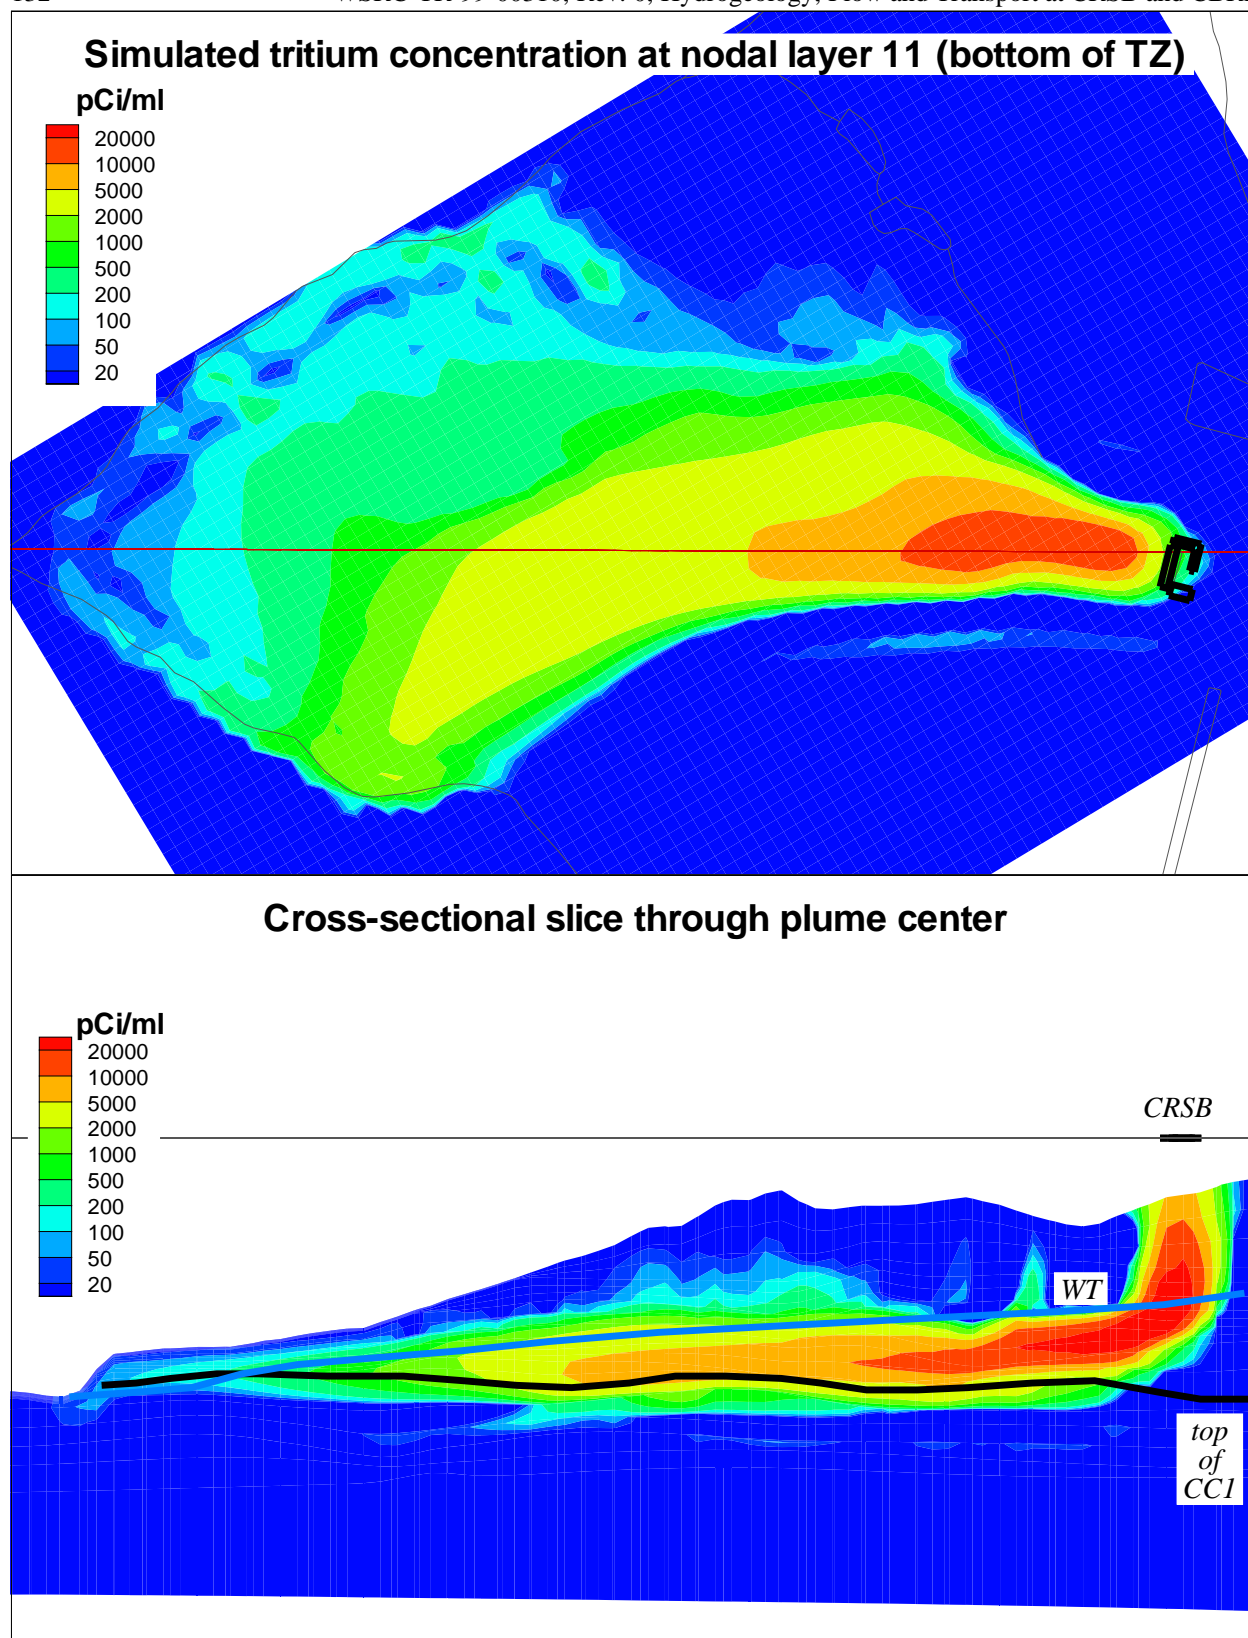 Simulated tritium concentration at nodal layer 11 (bottom of TZ)
pCi/ml
20000
10000
5000
2000
1000
500
200
100
50
20
Cross-sectional slice through plume center
pCi/ml
20000
10000
5000
2000
1000
500
200
100
50
20
CRSB
WT
top
of
CC1